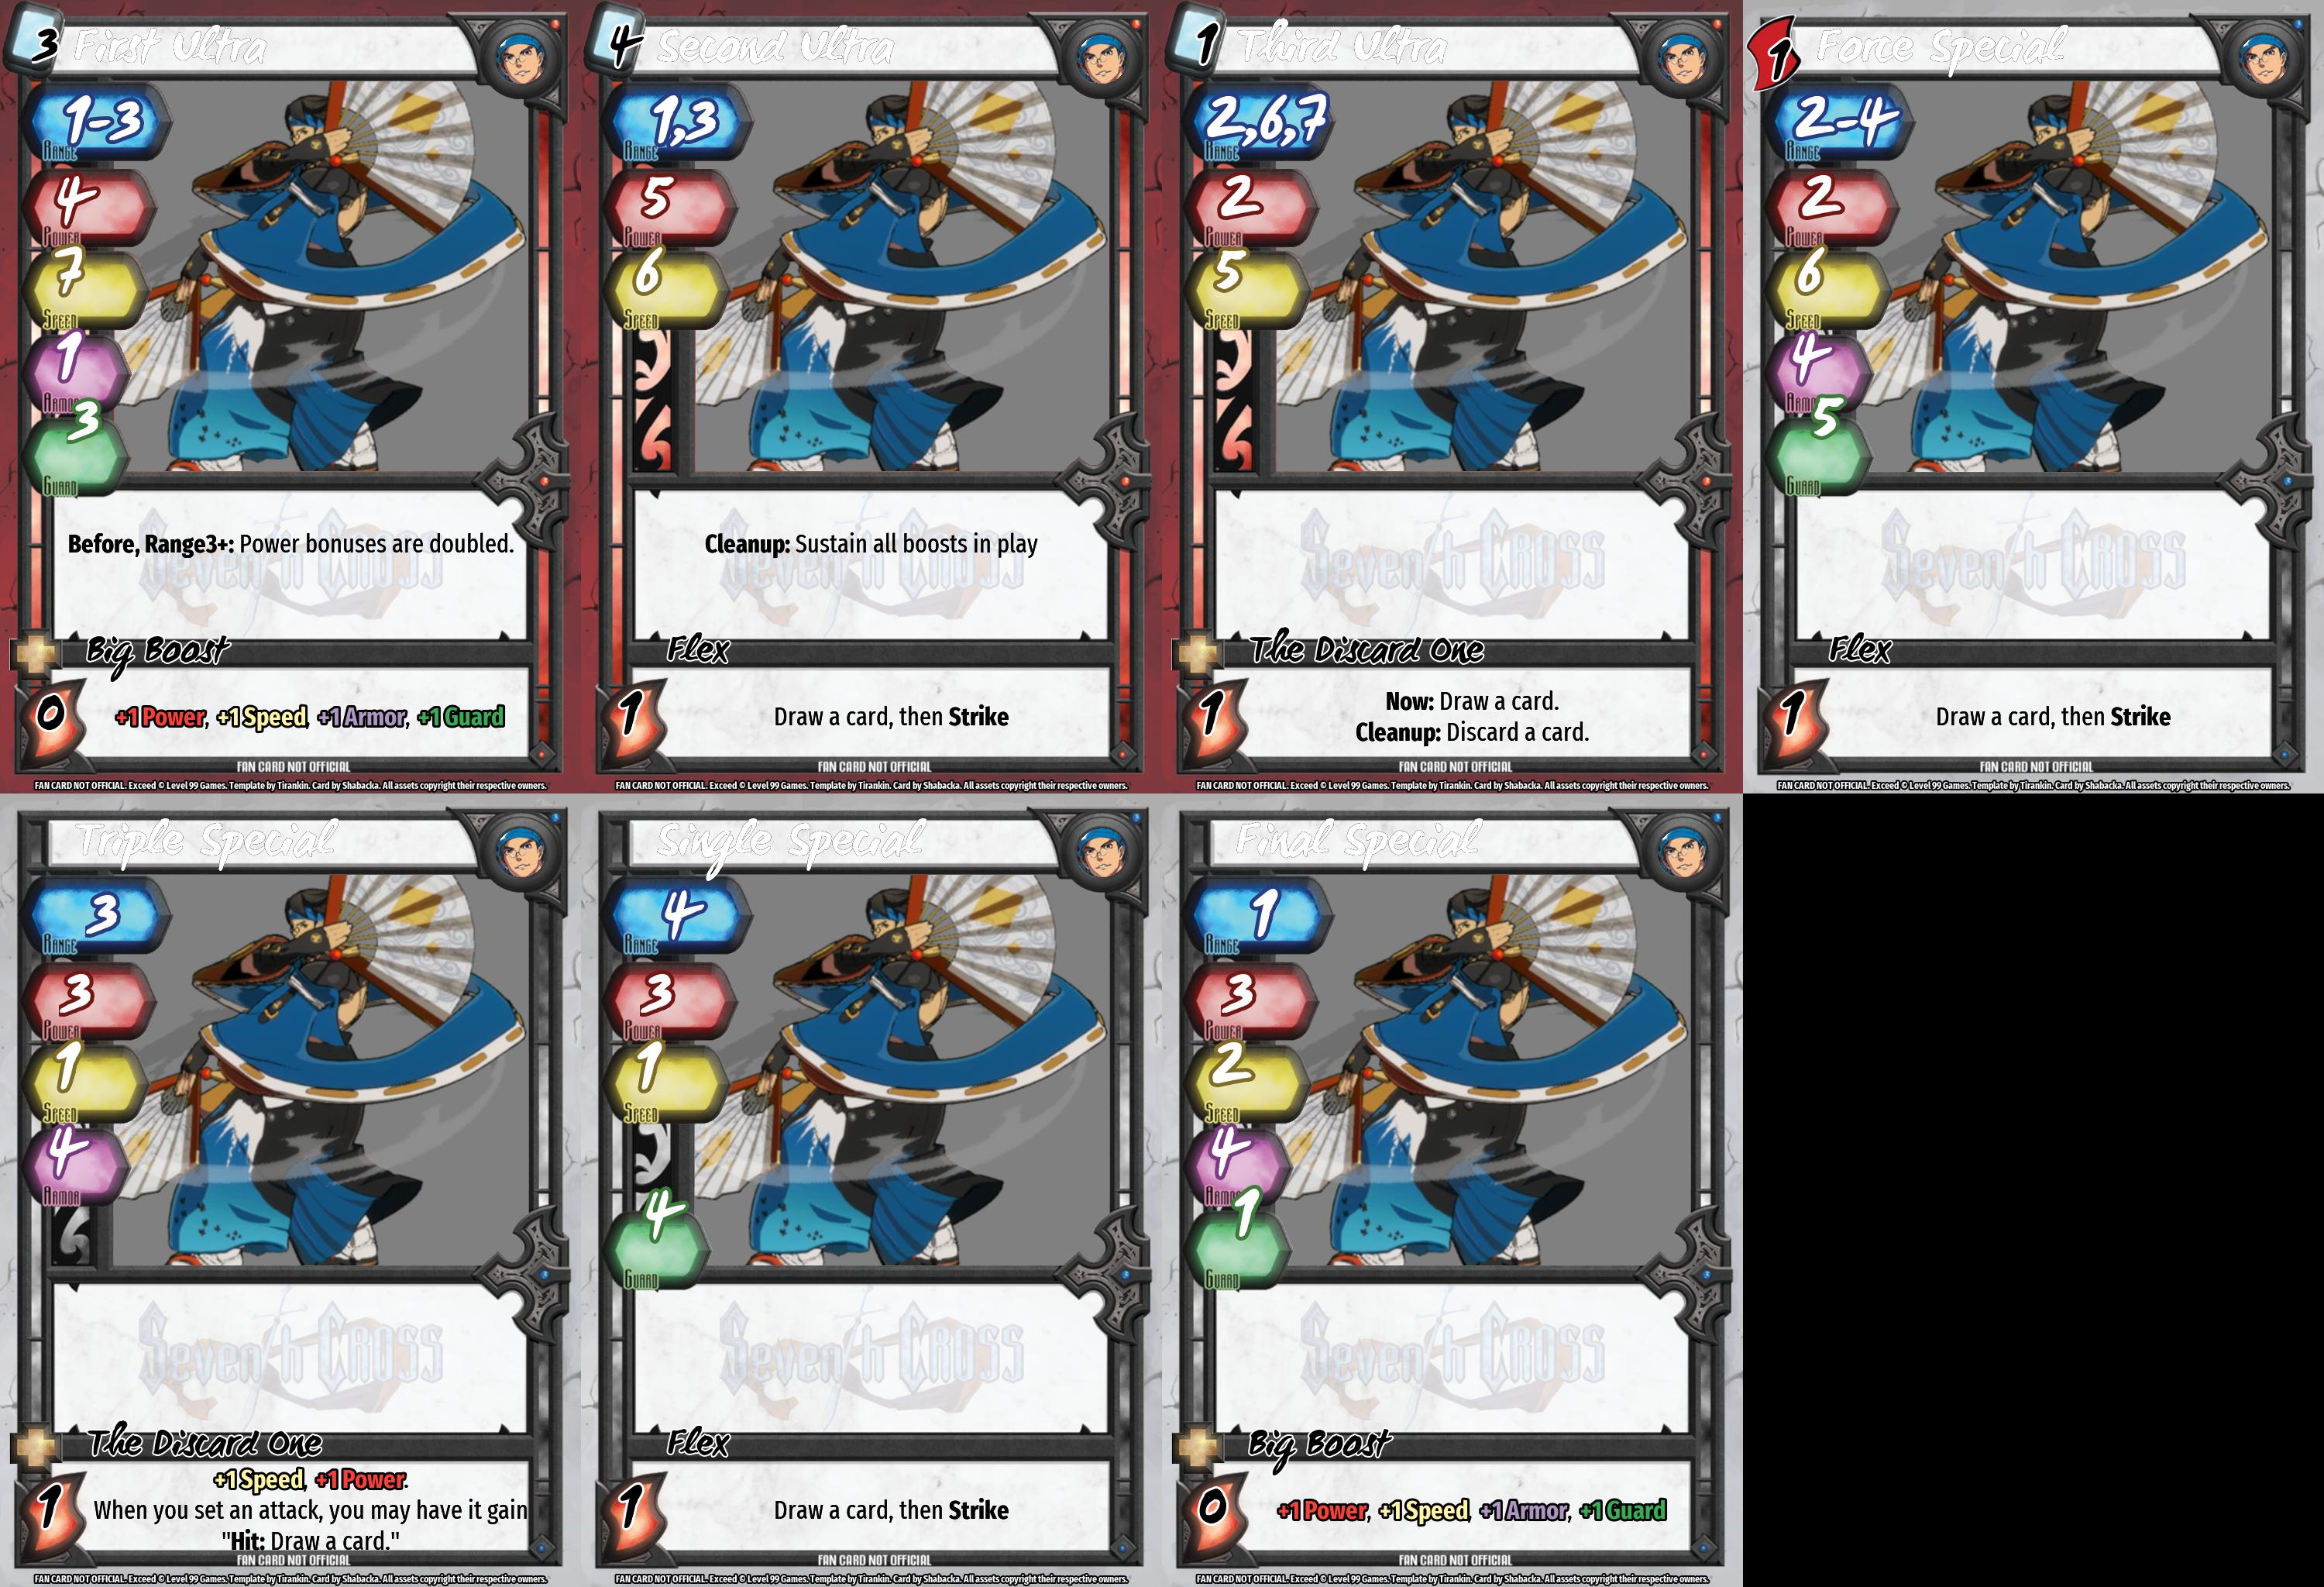 3 First Ultra
1-3
RANGE
4
POWER
7
SPEED
1
ARMOR
3
GUARD
Before, Range3+: Power bonuses are doubled.
Seventh Cross
Big Boost
0 +1 Power, +1 Speed, +1 Armor, +1 Guard
FAN CARD NOT OFFICIAL
FAN CARD NOT OFFICIAL. Exceed © Level 99 Games. Template by Tirankin. Card by Shabacka. All assets copyright their respective owners.
4 Second Ultra
1,3
RANGE
5
POWER
6
SPEED
Cleanup: Sustain all boosts in play
Seventh Cross
Flex
1 Draw a card, then Strike
FAN CARD NOT OFFICIAL
FAN CARD NOT OFFICIAL. Exceed © Level 99 Games. Template by Tirankin. Card by Shabacka. All assets copyright their respective owners.
1 Third Ultra
2,6,7
RANGE
2
POWER
5
SPEED
Seventh Cross
The Discard One
Now: Draw a card.
1 Cleanup: Discard a card.
FAN CARD NOT OFFICIAL
FAN CARD NOT OFFICIAL. Exceed © Level 99 Games. Template by Tirankin. Card by Shabacka. All assets copyright their respective owners.
1 Force Special
2-4
RANGE
2
POWER
6
SPEED
4
ARMOR
5
GUARD
Seventh Cross
Flex
1 Draw a card, then Strike
FAN CARD NOT OFFICIAL
FAN CARD NOT OFFICIAL. Exceed © Level 99 Games. Template by Tirankin. Card by Shabacka. All assets copyright their respective owners.
Triple Special
3
RANGE
3
POWER
1
SPEED
4
ARMOR
Seventh Cross
The Discard One
+1 Speed, +1 Power.
1 When you set an attack, you may have it gain
"Hit: Draw a card."
FAN CARD NOT OFFICIAL
FAN CARD NOT OFFICIAL. Exceed © Level 99 Games. Template by Tirankin. Card by Shabacka. All assets copyright their respective owners.
Single Special
4
RANGE
3
POWER
1
SPEED
4
GUARD
Seventh Cross
Flex
1 Draw a card, then Strike
FAN CARD NOT OFFICIAL
FAN CARD NOT OFFICIAL. Exceed © Level 99 Games. Template by Tirankin. Card by Shabacka. All assets copyright their respective owners.
Final Special
1
RANGE
3
POWER
2
SPEED
4
ARMOR
1
GUARD
Seventh Cross
Big Boost
0 +1 Power, +1 Speed, +1 Armor, +1 Guard
FAN CARD NOT OFFICIAL
FAN CARD NOT OFFICIAL. Exceed © Level 99 Games. Template by Tirankin. Card by Shabacka. All assets copyright their respective owners.